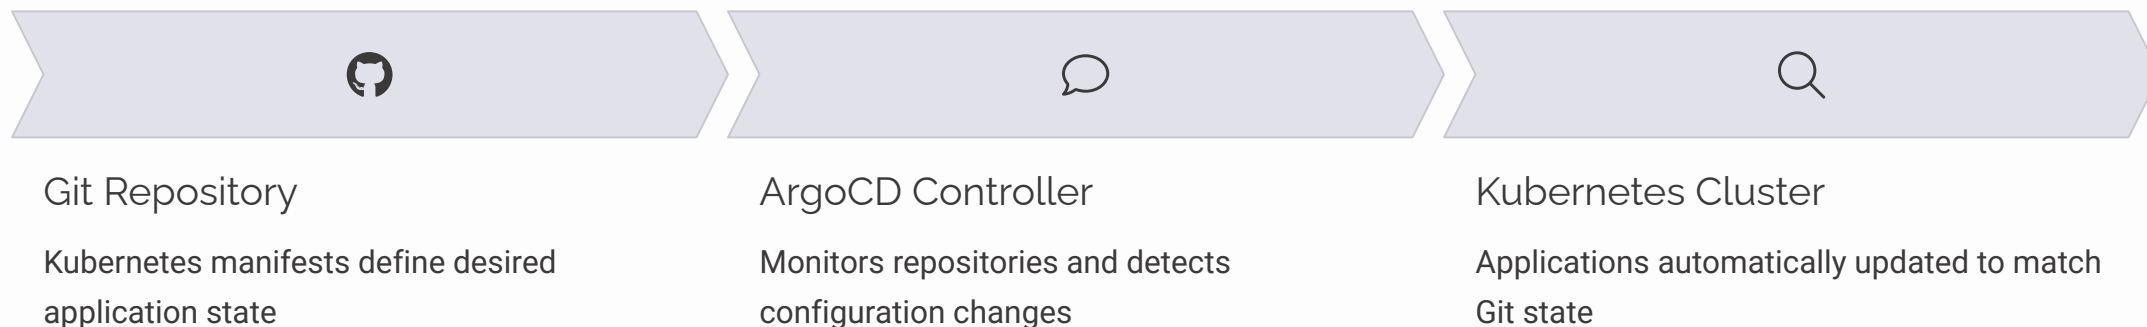 Git Repository
Kubernetes manifests define desired
application state
ArgoCD Controller
Monitors repositories and detects
configuration changes
Kubernetes Cluster
Applications automatically updated to match
Git state